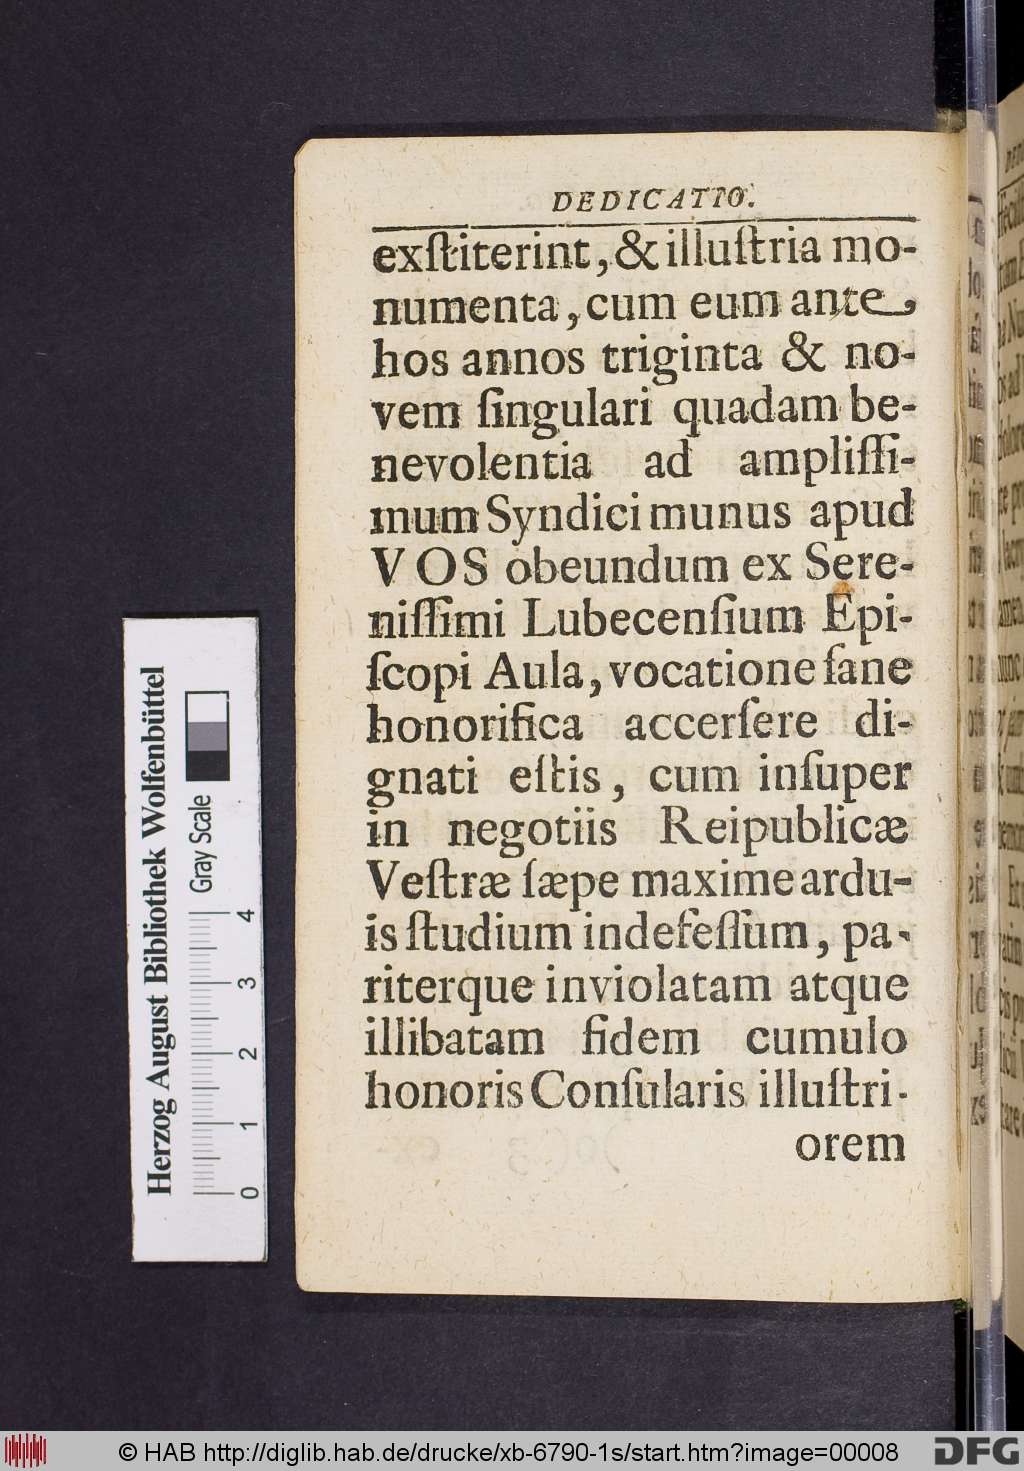 DEDICATIO.
exſtiterint, & illuſtria mo-
numenta, cum eum ante,
hos annos triginta & no-
vem ſingulari quadam be-
nevolentia ad ampliſſi-
mum Syndici munus apud
VOS obeundum ex Sere-
niſſimi Lubecenſium Epi-
ſcopi Aula, vocatione ſane
honorifica accerſere di-
gnati eſtis, cum inſuper
in negotiis Reipublicæ
Veſtræ ſæpe maxime ardu-
is ſtudium indefeſſum, pa-
riterque inviolatam atque
illibatam fidem cumulo
honoris Conſularis illuſtri-
orem
Herzog August Bibliothek Wolfenbüttel
Gray Scale
0 1 2 3 4
© HAB http://diglib.hab.de/drucke/xb-6790-1s/start.htm?image=00008
DFG